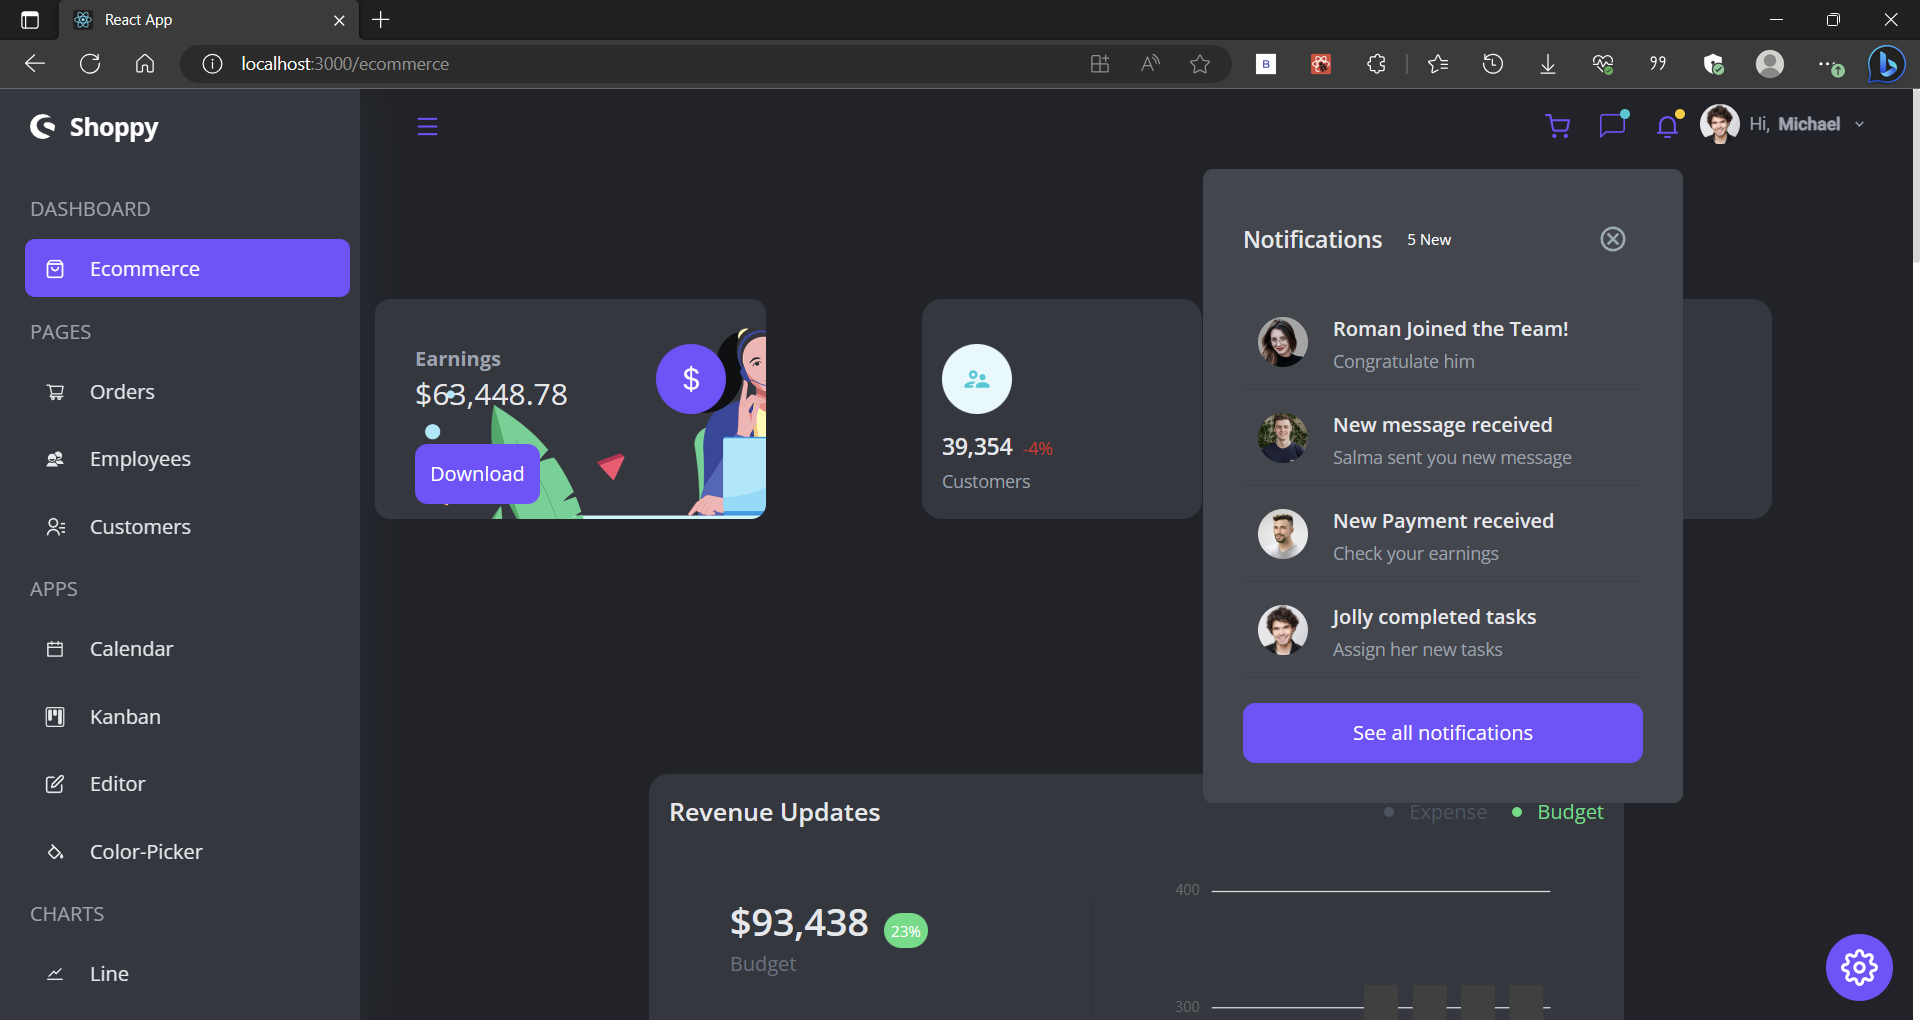 React App
localhost:3000/ecommerce
B
Shoppy
Hi, Michael
DASHBOARD
Ecommerce
PAGES
Orders
Employees
Customers
APPS
Calendar
Kanban
Editor
Color-Picker
CHARTS
Line
Earnings
$63,448.78
$
Download
39,354 -4%
Customers
Notifications 5 New
Roman Joined the Team!
Congratulate him
New message received
Salma sent you new message
New Payment received
Check your earnings
Jolly completed tasks
Assign her new tasks
See all notifications
Revenue Updates
Expense Budget
$93,438 23%
Budget
400
300